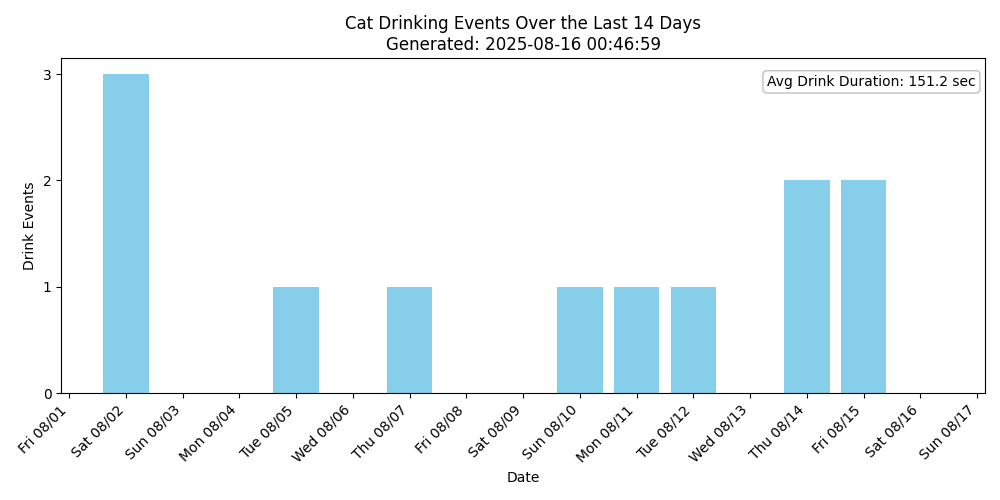 Cat Drinking Events Over the Last 14 Days
Generated: 2025-08-16 00:46:59
Avg Drink Duration: 151.2 sec
Drink Events
3
2
1
0
Fri 08/01
Sat 08/02
Sun 08/03
Mon 08/04
Tue 08/05
Wed 08/06
Thu 08/07
Fri 08/08
Sat 08/09
Sun 08/10
Mon 08/11
Tue 08/12
Wed 08/13
Thu 08/14
Fri 08/15
Sat 08/16
Sun 08/17
Date